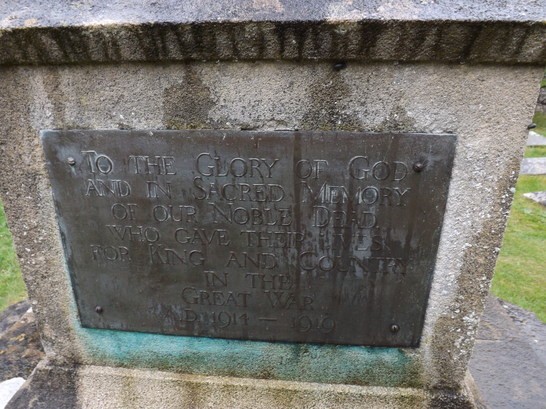 TO THE GLORY OF GOD
AND IN SACRED MEMORY
OF OUR NOBLE DEAD
WHO GAVE THEIR LIVES
FOR KING AND COUNTRY
IN THE
GREAT WAR
A.D. 1914 — 1919